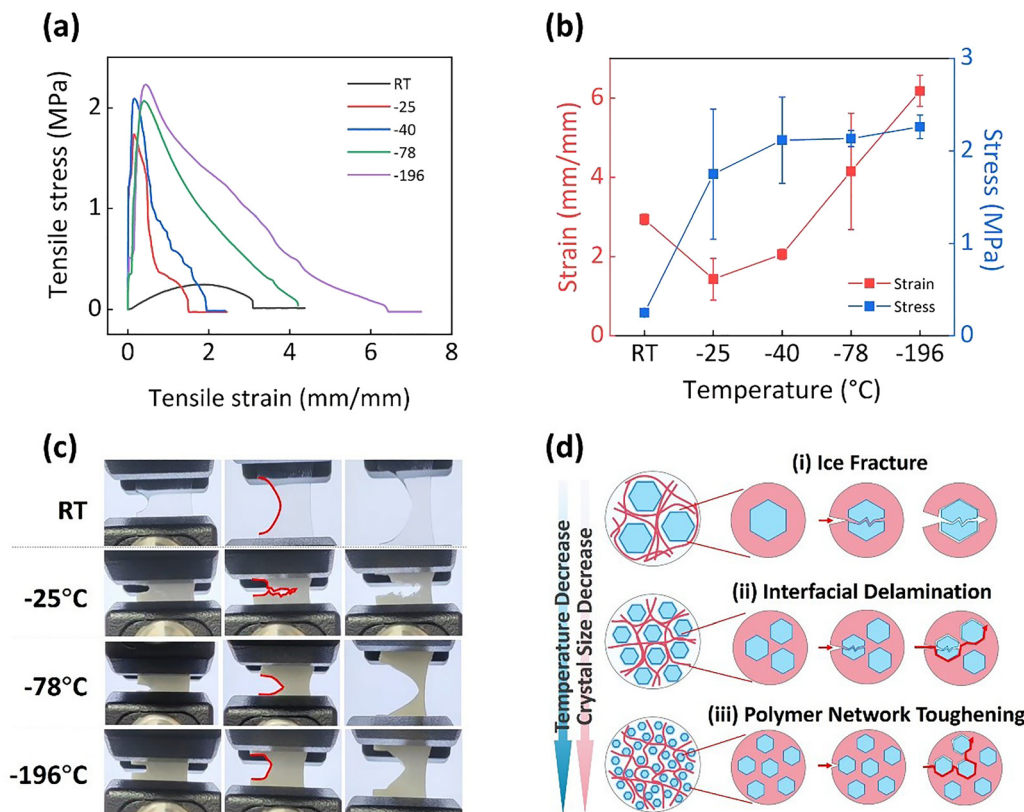 (a)
Tensile stress (MPa)
2
1
0
RT
-25
-40
-78
-196
0
2
4
6
8
Tensile strain (mm/mm)
(b)
Strain (mm/mm)
6
4
2
0
3
2
1
0
Stress (MPa)
Strain
Stress
RT
-25
-40
-78
-196
Temperature (°C)
(c)
RT
-25°C
-78°C
-196°C
(d)
Temperature Decrease
Crystal Size Decrease
(i) Ice Fracture
(ii) Interfacial Delamination
(iii) Polymer Network Toughening